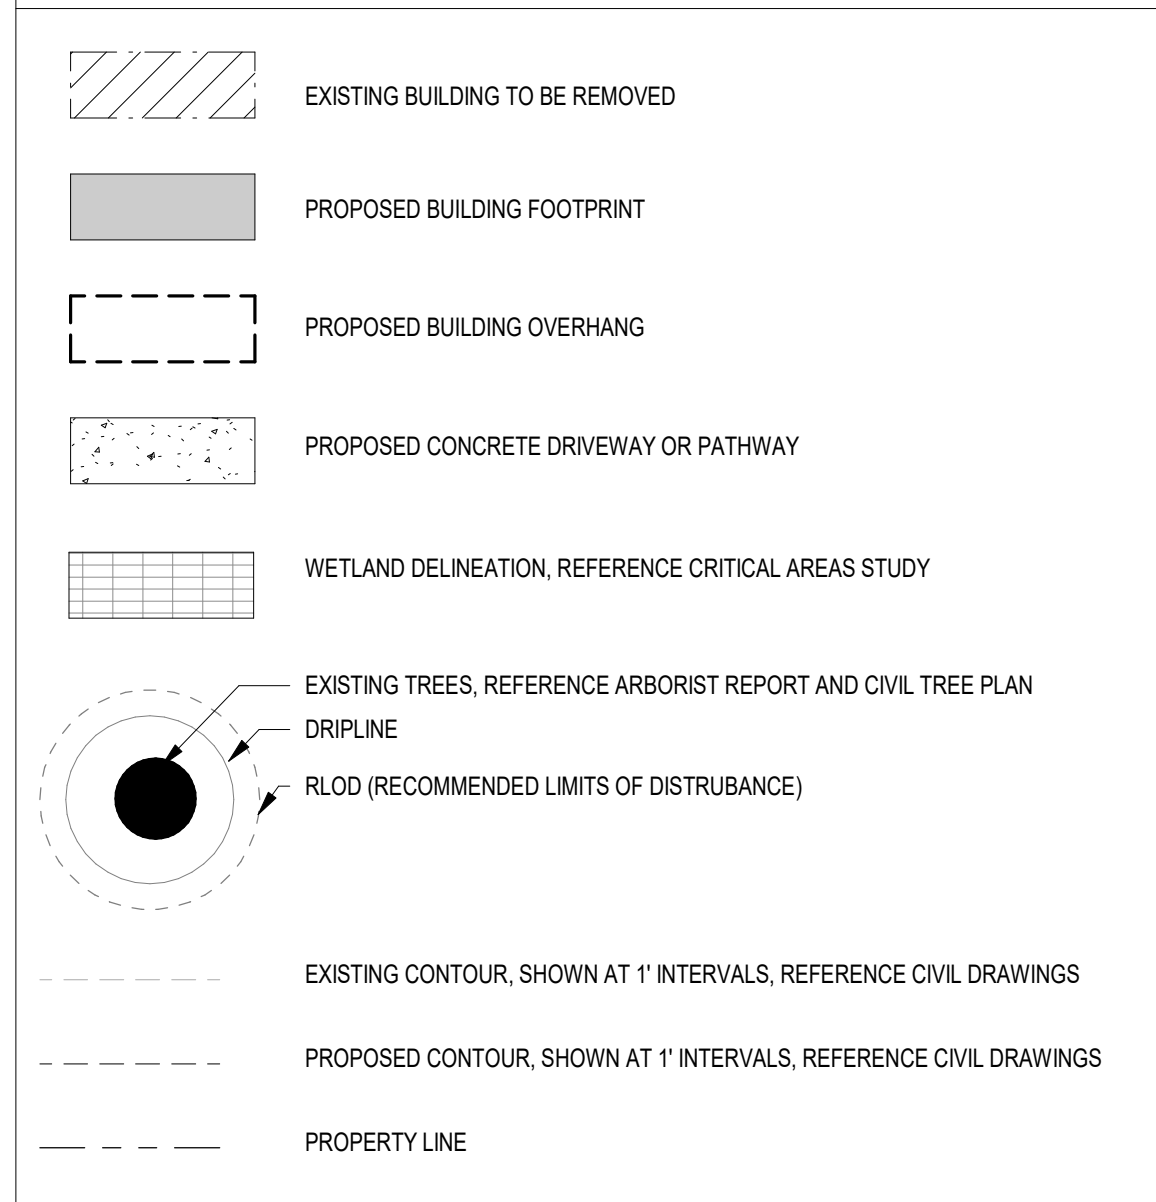 EXISTING BUILDING TO BE REMOVED
PROPOSED BUILDING FOOTPRINT
PROPOSED BUILDING OVERHANG
PROPOSED CONCRETE DRIVEWAY OR PATHWAY
WETLAND DELINEATION, REFERENCE CRITICAL AREAS STUDY
EXISTING TREES, REFERENCE ARBORIST REPORT AND CIVIL TREE PLAN
DRIPLINE
RLOD (RECOMMENDED LIMITS OF DISTRUBANCE)
EXISTING CONTOUR, SHOWN AT 1' INTERVALS, REFERENCE CIVIL DRAWINGS
PROPOSED CONTOUR, SHOWN AT 1' INTERVALS, REFERENCE CIVIL DRAWINGS
PROPERTY LINE